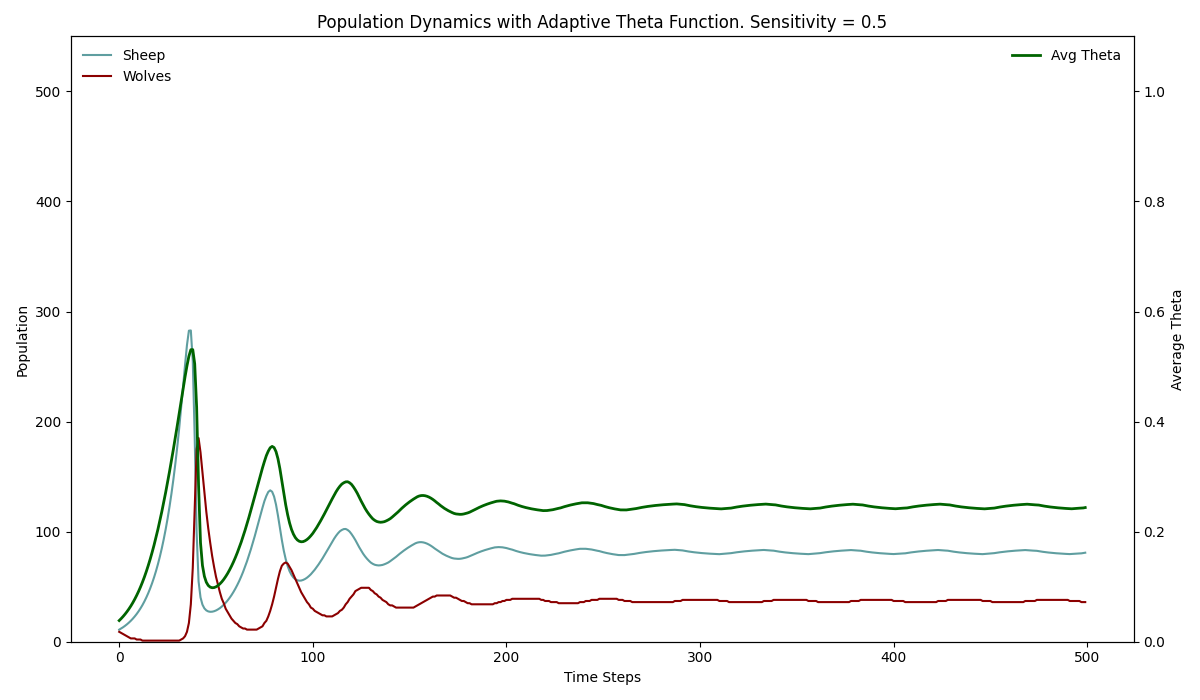 Population Dynamics with Adaptive Theta Function. Sensitivity = 0.5
Sheep
Wolves
Avg Theta
500
400
300
200
100
0
Population
1.0
0.8
0.6
0.4
0.2
0.0
Average Theta
0
100
200
300
400
500
Time Steps